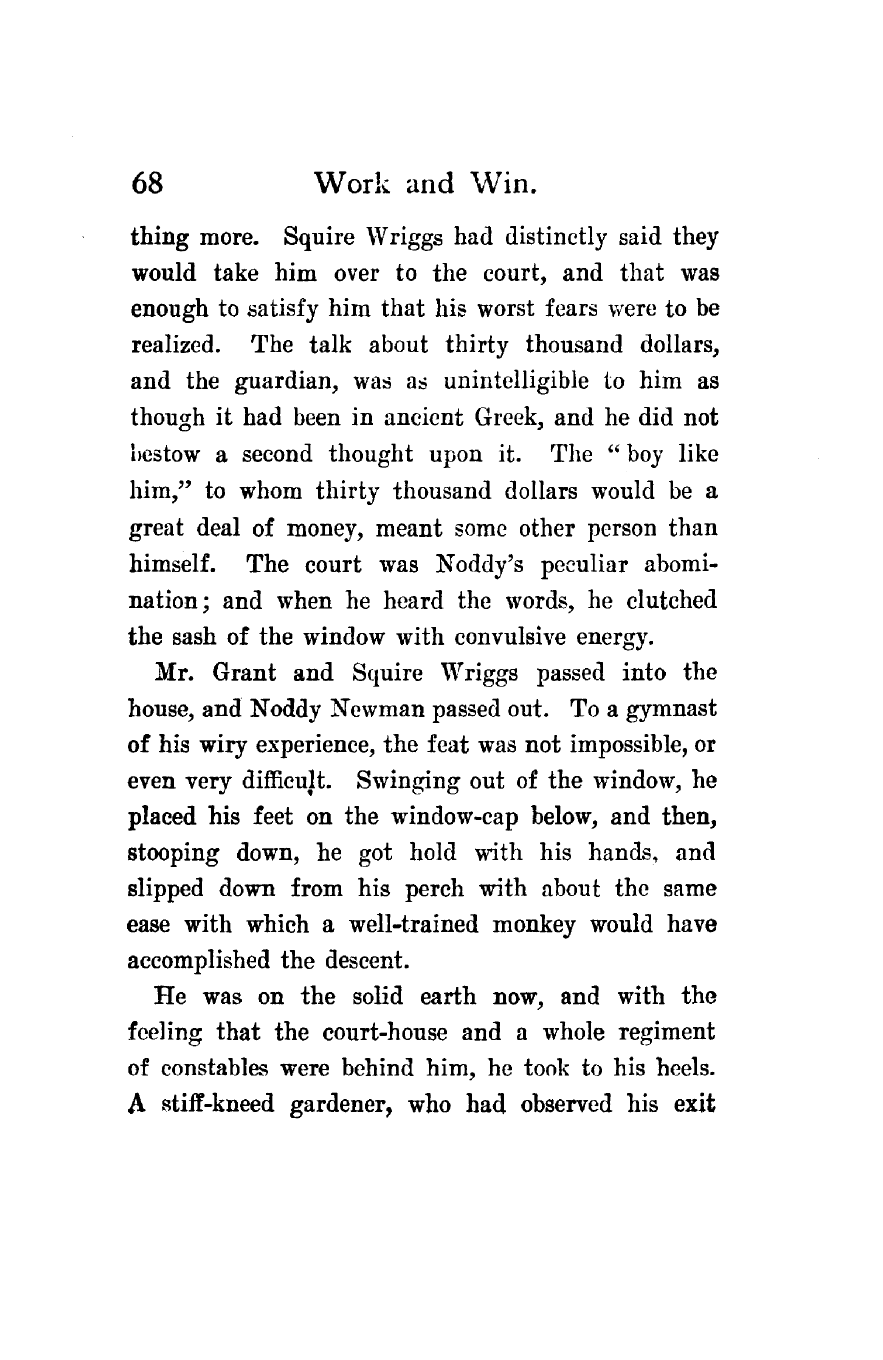 68 Work and Win.
thing more. Squire Wriggs had distinctly said they
would take him over to the court, and that was
enough to satisfy him that his worst fears were to be
realized. The talk about thirty thousand dollars,
and the guardian, was as unintelligible to him as
though it had been in ancient Greek, and he did not
bestow a second thought upon it. The “ boy like
him,” to whom thirty thousand dollars would be a
great deal of money, meant some other person than
himself. The court was Noddy’s peculiar abomi-
nation; and when he heard the words, he clutched
the sash of the window with convulsive energy.
Mr. Grant and Squire Wriggs passed into the
house, and Noddy Newman passed out. To a gymnast
of his wiry experience, the feat was not impossible, or
even very difficult. Swinging out of the window, he
placed his feet on the window-cap below, and then,
stooping down, he got hold with his hands, and
slipped down from his perch with about the same
ease with which a well-trained monkey would have
accomplished the descent.
He was on the solid earth now, and with the
feeling that the court-house and a whole regiment
of constables were behind him, he took to his heels.
A stiff-kneed gardener, who had observed his exit